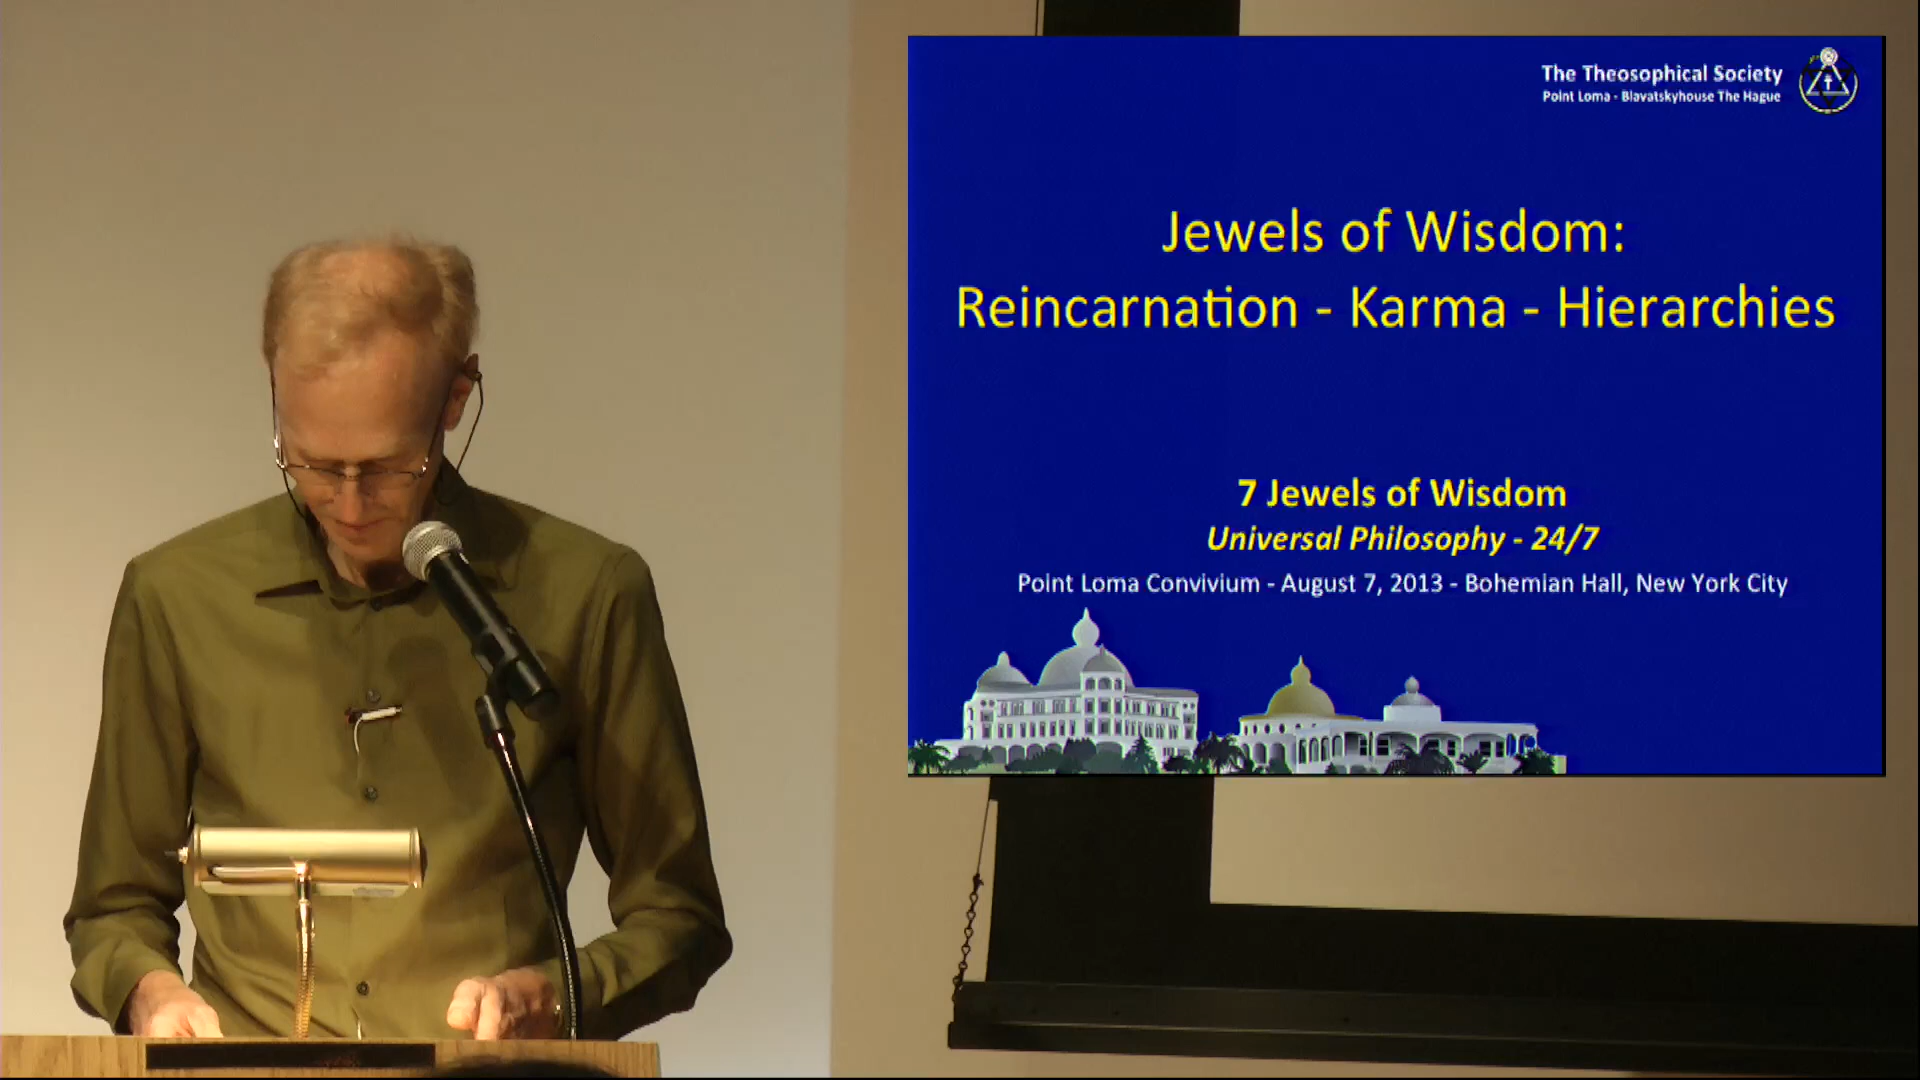 The Theosophical Society
Point Loma - Blavatskyhouse The Hague
Jewels of Wisdom:
Reincarnation - Karma - Hierarchies
7 Jewels of Wisdom
Universal Philosophy - 24/7
Point Loma Convivium - August 7, 2013 - Bohemian Hall, New York City